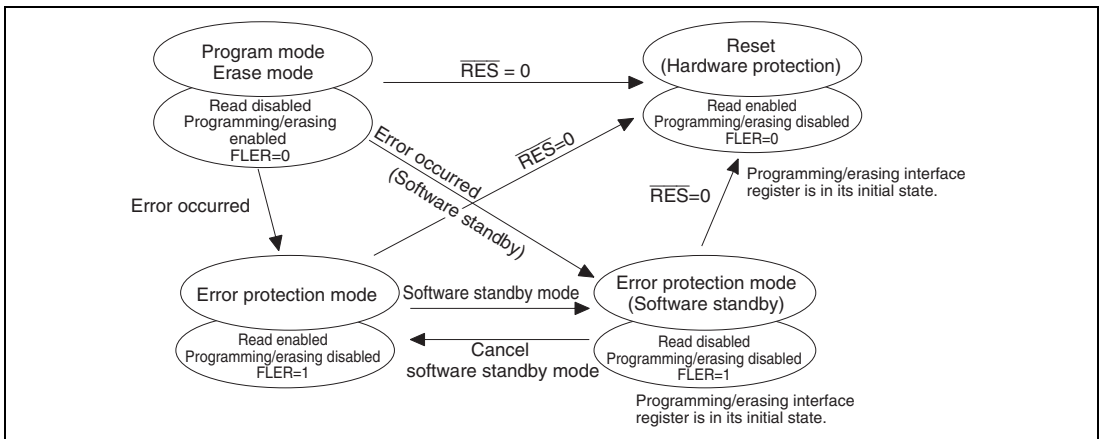 Program mode
Erase mode
Read disabled
Programming/erasing
enabled
FLER=0
R̅E̅S̅ = 0
Reset
(Hardware protection)
Read enabled
Programming/erasing disabled
FLER=0
Programming/erasing interface
register is in its initial state.
Error occurred
(Software standby)
R̅E̅S̅=0
R̅E̅S̅=0
Error occurred
Error protection mode
Read enabled
Programming/erasing disabled
FLER=1
Software standby mode
Cancel
software standby mode
Error protection mode
(Software standby)
Read disabled
Programming/erasing disabled
FLER=1
Programming/erasing interface
register is in its initial state.